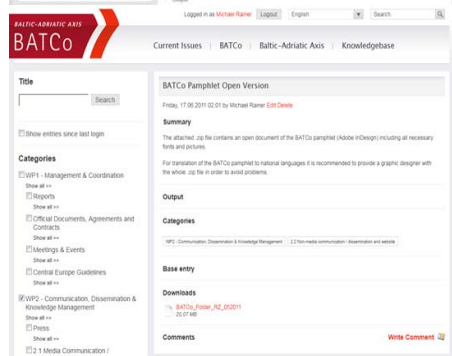 Logged in as Michael Rainer Logout English Search
BALTIC-ADRIATIC AXIS
BATCo
Current Issues | BATCo | Baltic-Adriatic Axis | Knowledgebase
Title
Search
Show entries since last login
Categories
WP1 - Management & Coordination
Show all >>
Reports
Show all >>
Official Documents, Agreements and
Contracts
Show all >>
Meetings & Events
Show all >>
Central Europe Guidelines
Show all >>
WP2 - Communication, Dissemination &
Knowledge Management
Show all >>
Press
Show all >>
2.1 Media Communication /
BATCo Pamphlet Open Version
Friday, 17.06.2011 02:01 by Michael Rainer Edit Delete
Summary
The attached .zip file contains an open document of the BATCo pamphlet (Adobe InDesign) including all necessary
fonts and pictures.
For translation of the BATCo pamphlet to national languages it is recommended to provide a graphic designer with
the whole .zip file in order to avoid problems.
Output
Categories
WP2 - Communication, Dissemination & Knowledge Management 2.2 Non-media communication / dissemination and website
Base entry
Downloads
BATCo_Folder_RZ_052011
20,07 MB
Comments Write Comment